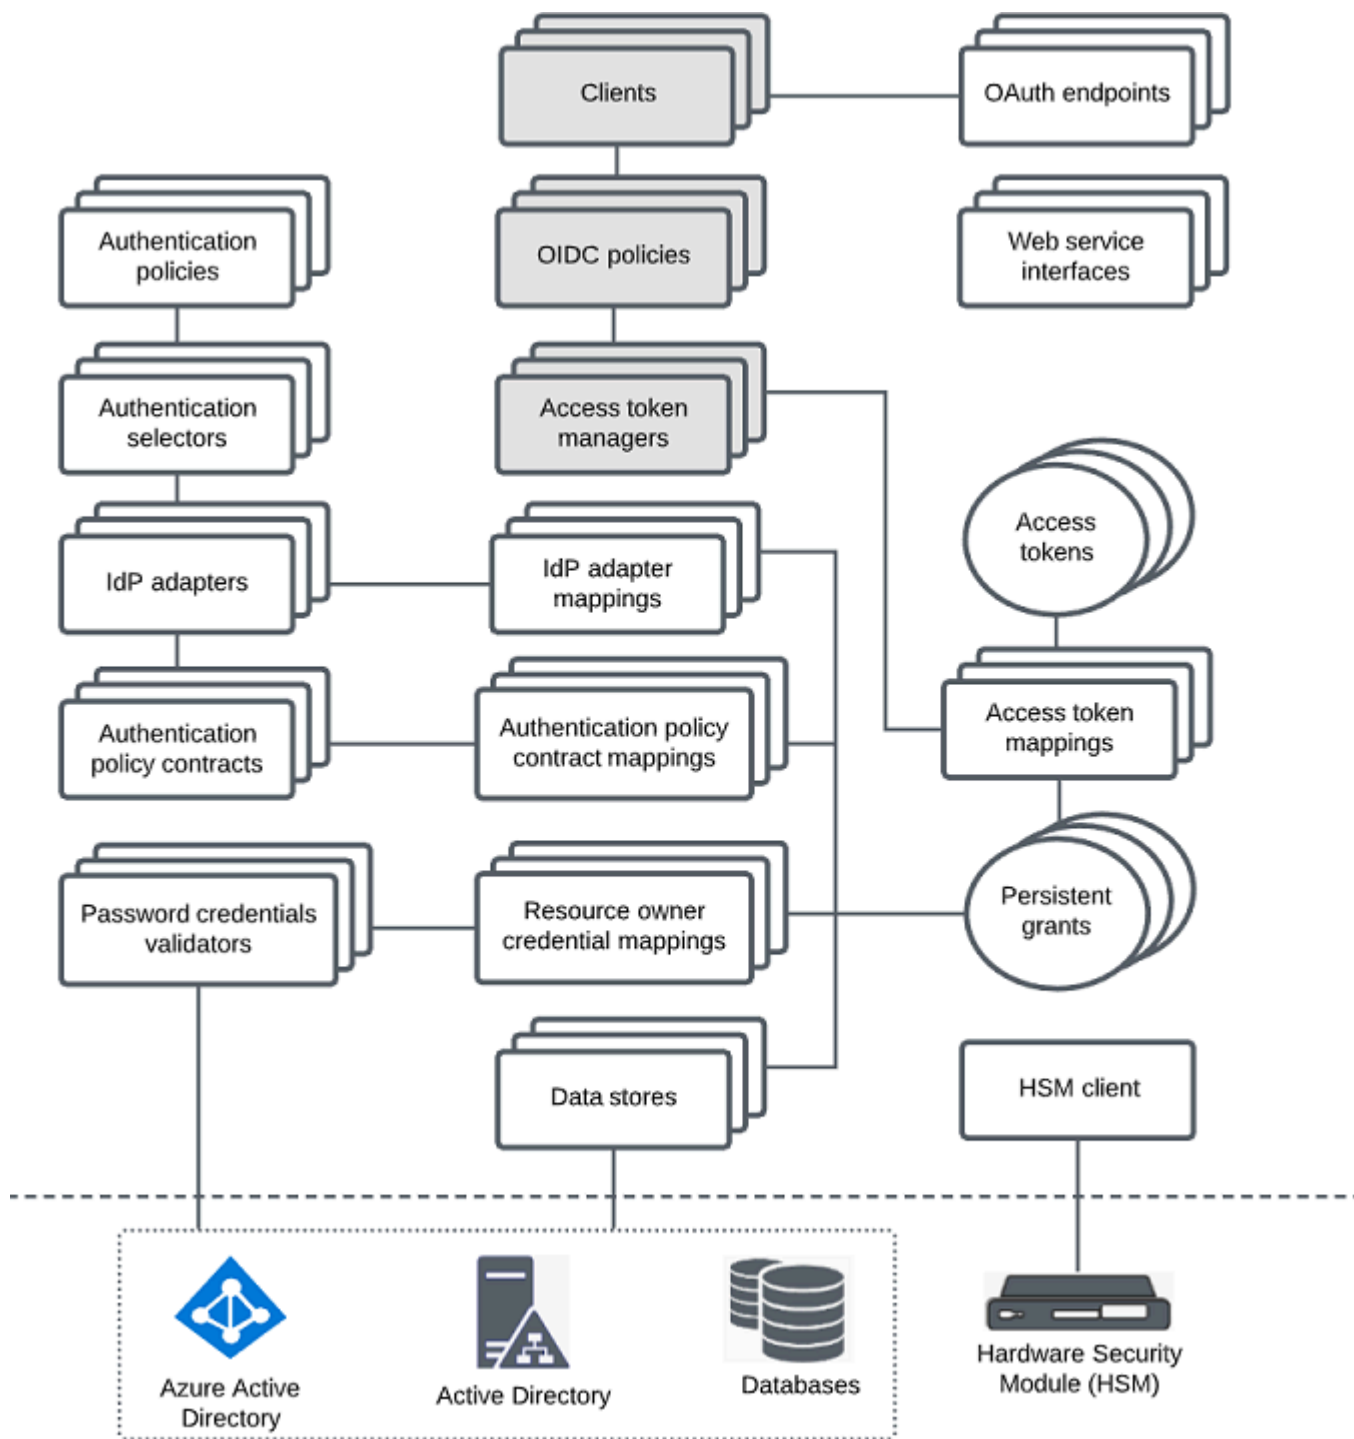 Clients
OAuth endpoints
Authentication
policies
OIDC policies
Web service
interfaces
Authentication
selectors
Access token
managers
Access
tokens
IdP adapters
IdP adapter
mappings
Authentication
policy contracts
Authentication policy
contract mappings
Access token
mappings
Password credentials
validators
Resource owner
credential mappings
Persistent
grants
Data stores
HSM client
Azure Active
Directory
Active Directory
Databases
Hardware Security
Module (HSM)